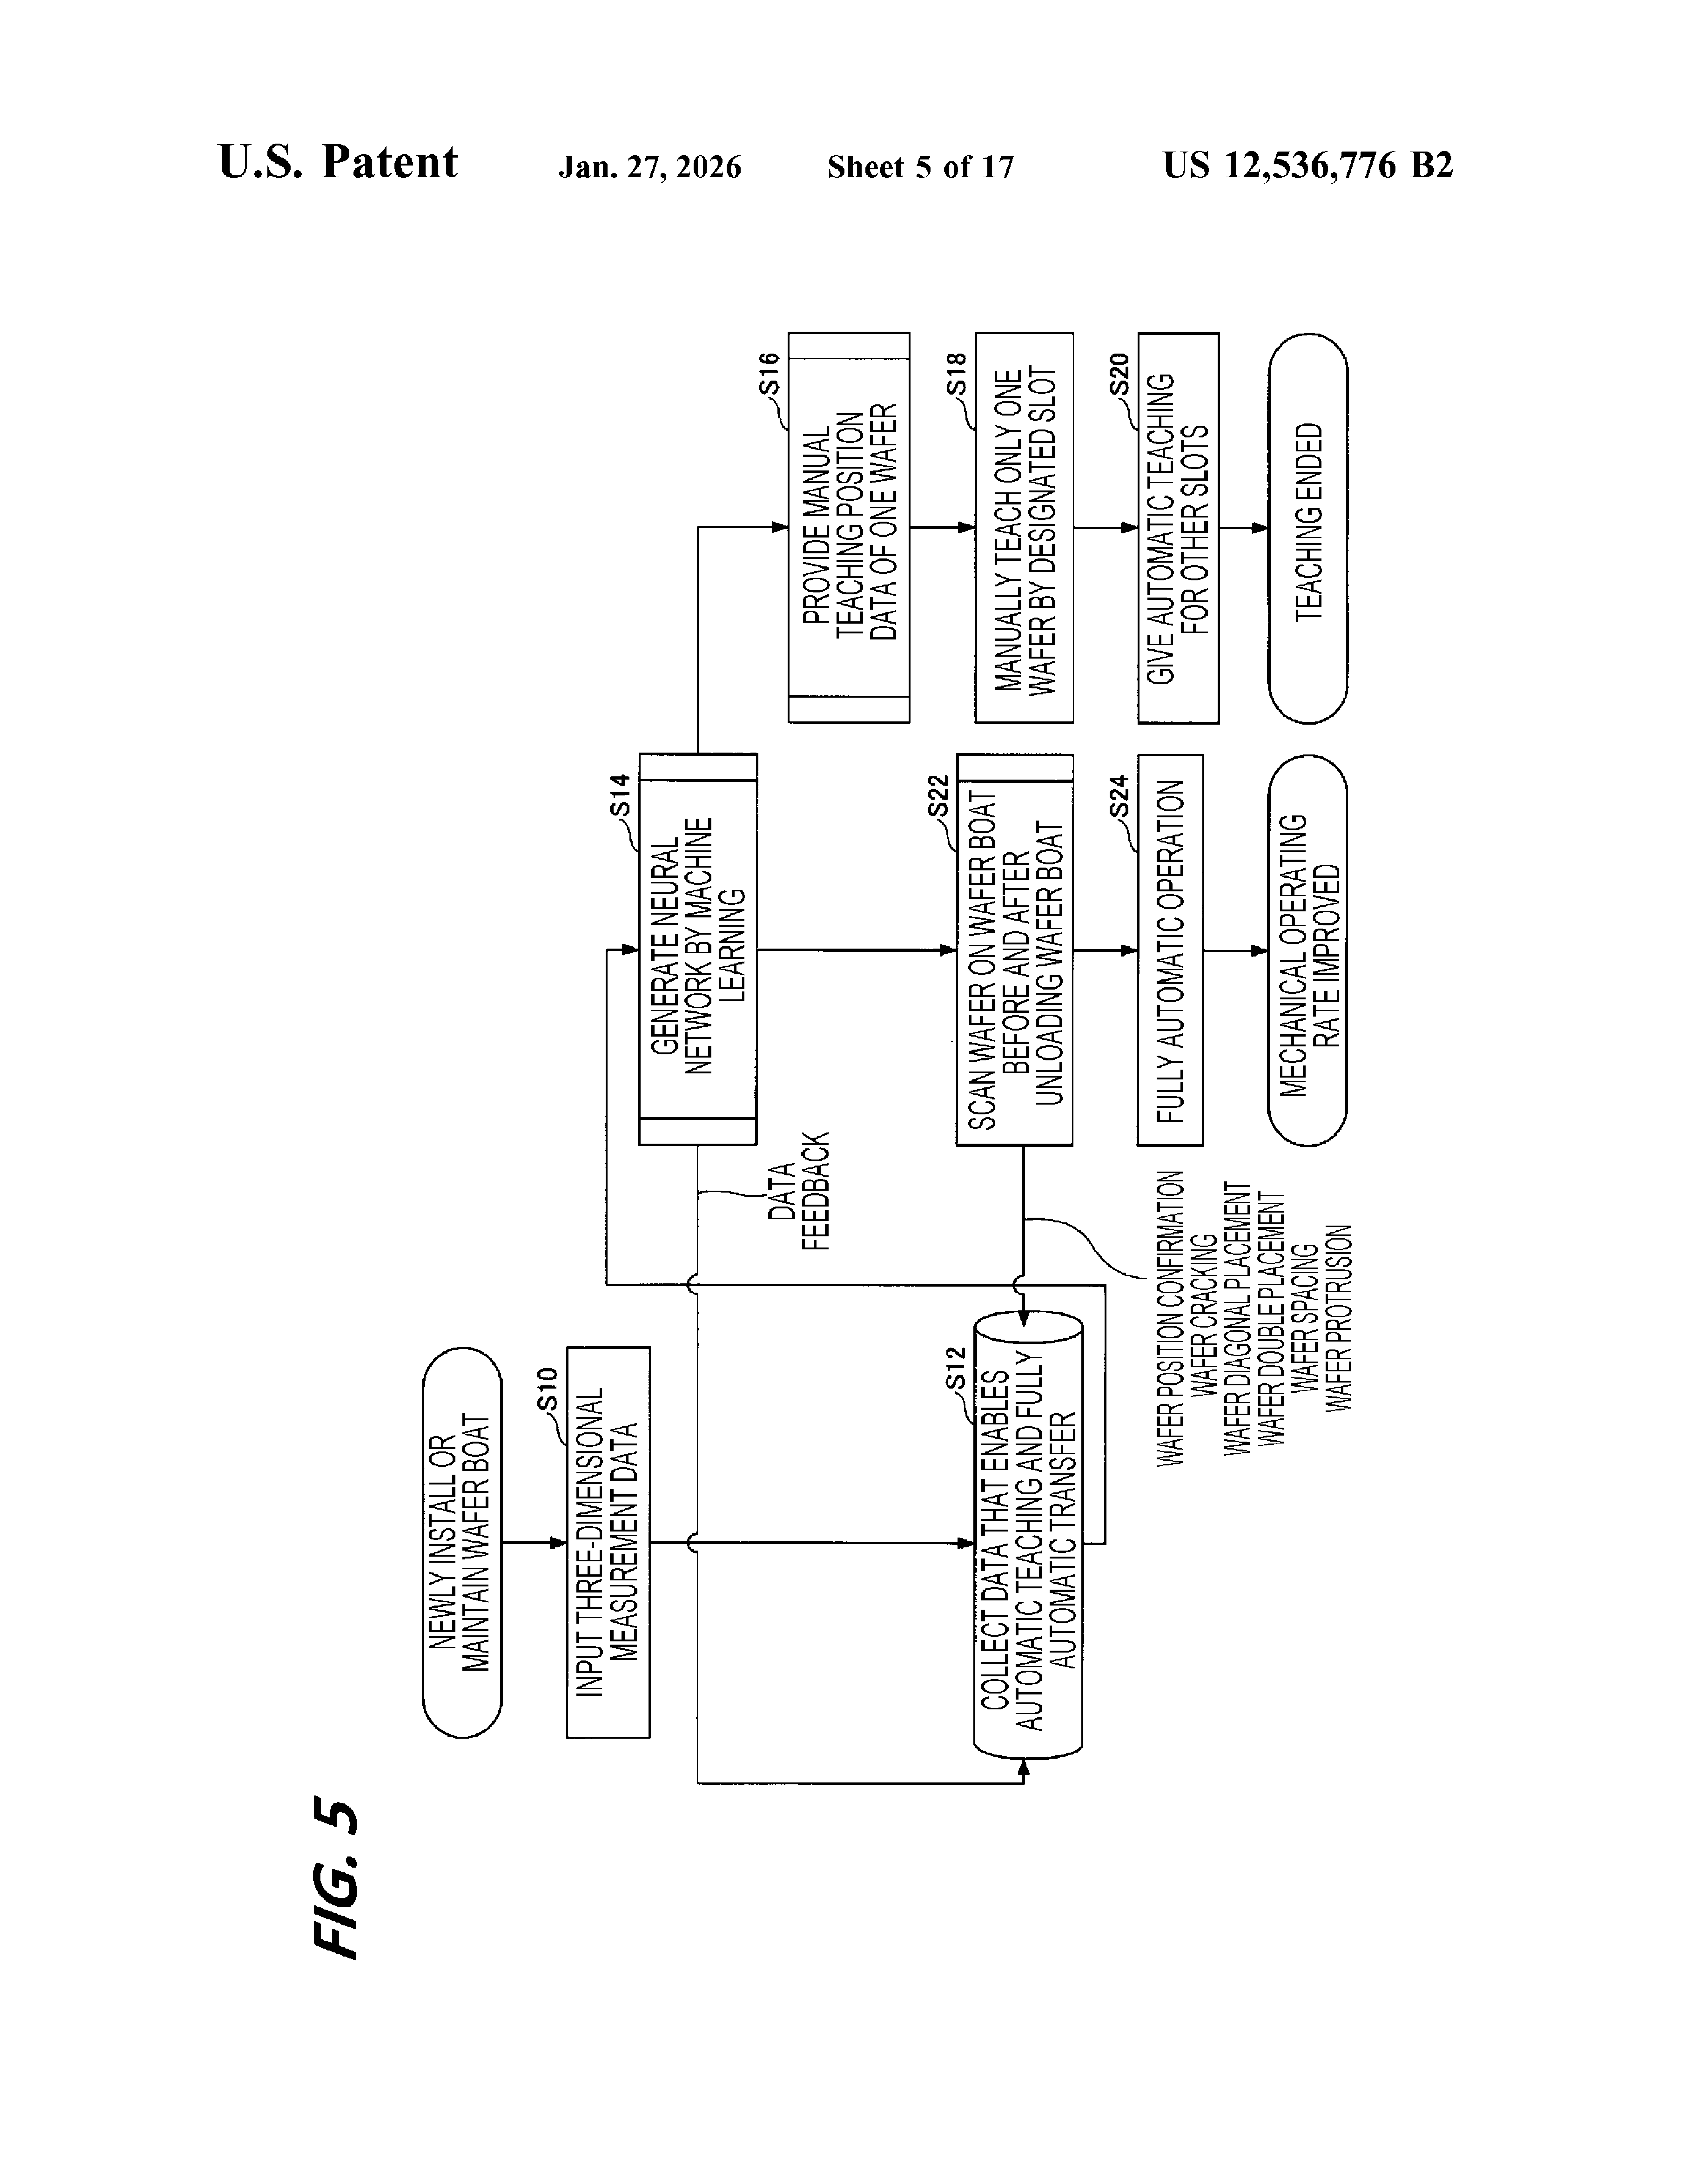 U.S. Patent Jan. 27, 2026 Sheet 5 of 17 US 12,536,776 B2
FIG. 5
NEWLY INSTALL OR
MAINTAIN WAFER BOAT
S10
INPUT THREE-DIMENSIONAL
MEASUREMENT DATA
S12
COLLECT DATA THAT ENABLES
AUTOMATIC TEACHING AND FULLY
AUTOMATIC TRANSFER
S14
GENERATE NEURAL
NETWORK BY MACHINE
LEARNING
DATA
FEEDBACK
S22
SCAN WAFER ON WAFER BOAT
BEFORE AND AFTER
UNLOADING WAFER BOAT
WAFER POSITION CONFIRMATION
WAFER CRACKING
WAFER DIAGONAL PLACEMENT
WAFER DOUBLE PLACEMENT
WAFER SPACING
WAFER PROTRUSION
S24
FULLY AUTOMATIC OPERATION
MECHANICAL OPERATING
RATE IMPROVED
S16
PROVIDE MANUAL
TEACHING POSITION
DATA OF ONE WAFER
S18
MANUALLY TEACH ONLY ONE
WAFER BY DESIGNATED SLOT
S20
GIVE AUTOMATIC TEACHING
FOR OTHER SLOTS
TEACHING ENDED